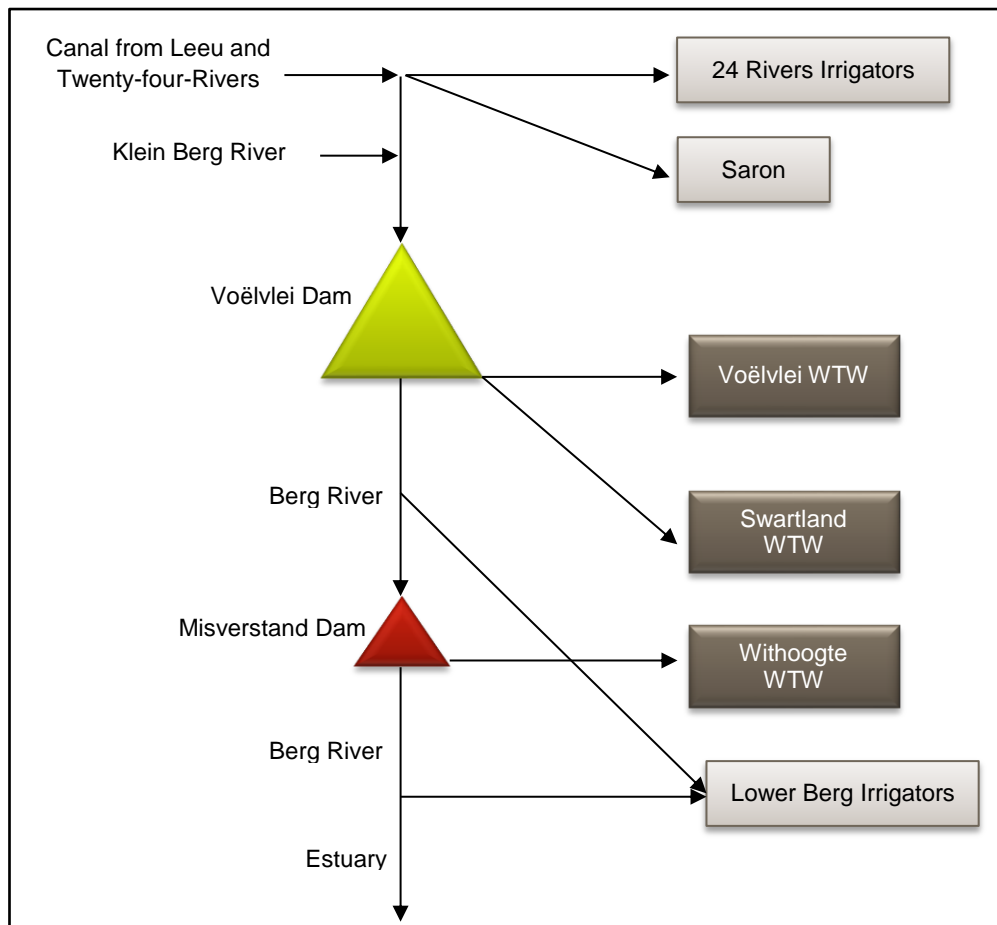 Canal from Leeu and
Twenty-four-Rivers
24 Rivers Irrigators
Klein Berg River
Saron
Voëlvlei Dam
Voëlvlei WTW
Berg River
Swartland
WTW
Misverstand Dam
Withoogte
WTW
Berg River
Lower Berg Irrigators
Estuary